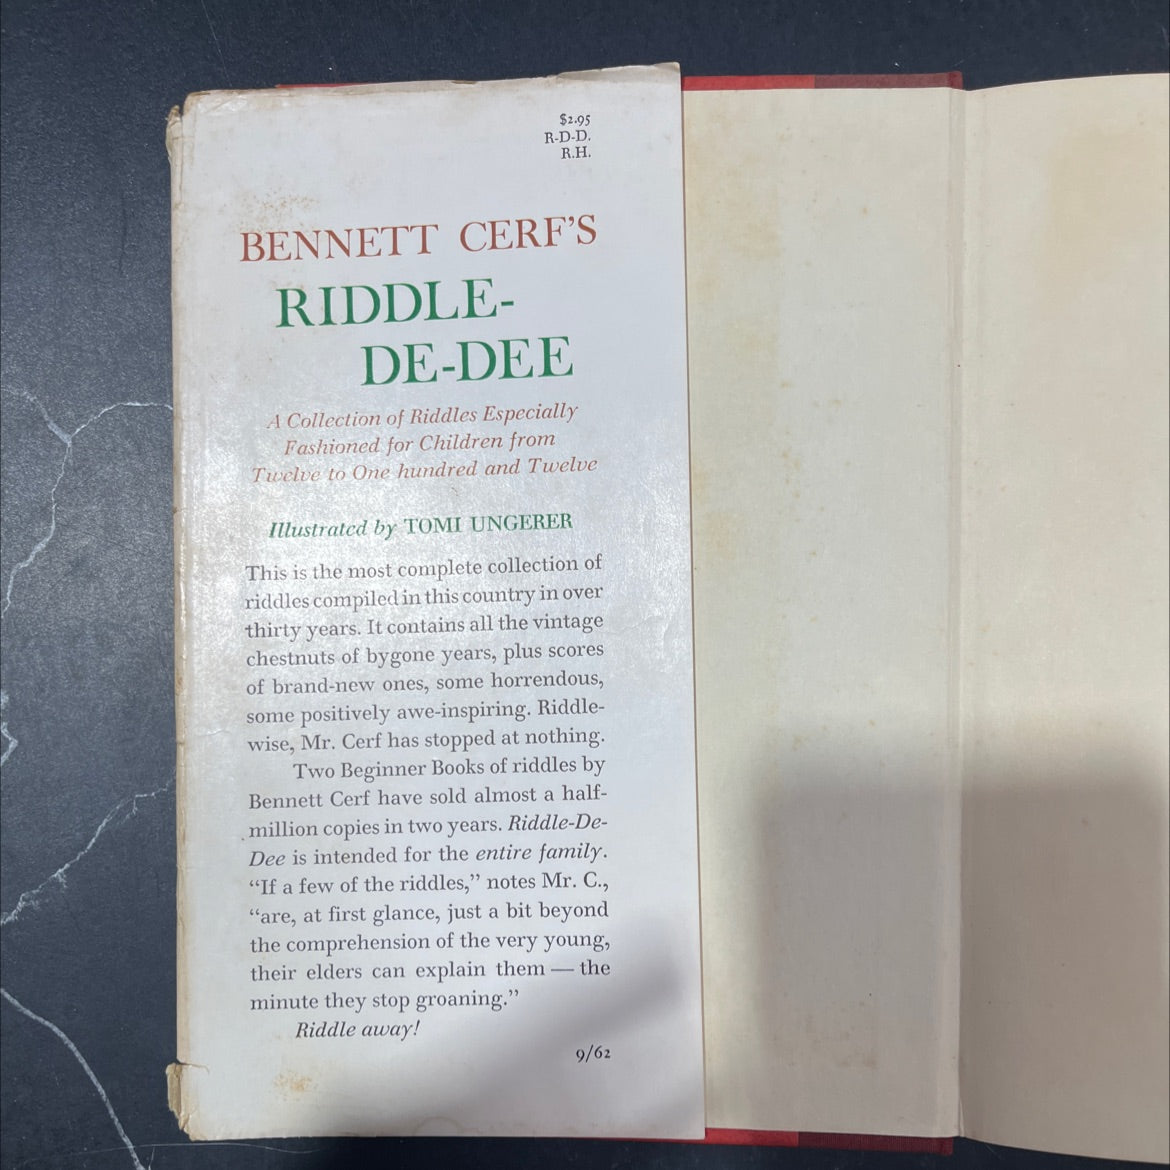 $2.95
R-D-D.
R.H.
BENNETT CERF'S
RIDDLE-
DE-DEE
A Collection of Riddles Especially
Fashioned for Children from
Twelve to One hundred and Twelve
Illustrated by TOMI UNGERER
This is the most complete collection of
riddles compiled in this country in over
thirty years. It contains all the vintage
chestnuts of bygone years, plus scores
of brand-new ones, some horrendous,
some positively awe-inspiring. Riddle-
wise, Mr. Cerf has stopped at nothing.
Two Beginner Books of riddles by
Bennett Cerf have sold almost a half-
million copies in two years. Riddle-De-
Dee is intended for the entire family.
“If a few of the riddles,” notes Mr. C.,
“are, at first glance, just a bit beyond
the comprehension of the very young,
their elders can explain them — the
minute they stop groaning.”
Riddle away!
9/62